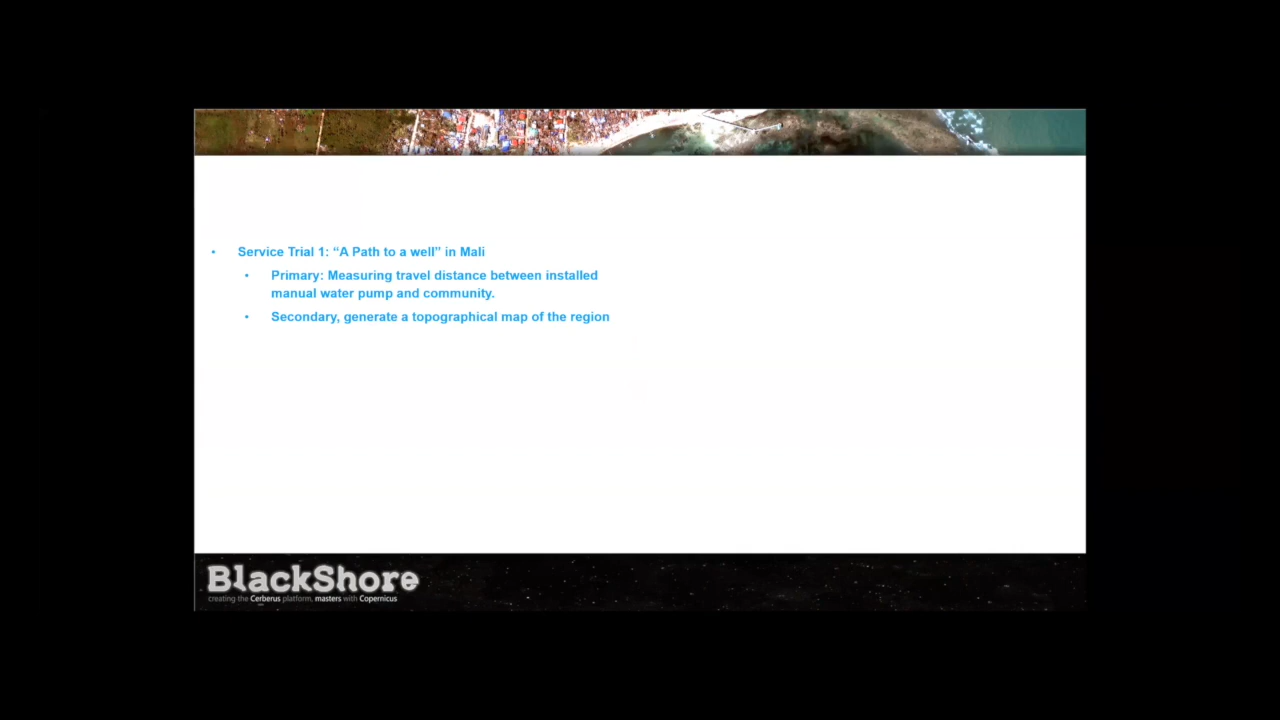 • Service Trial 1: “A Path to a well” in Mali
• Primary: Measuring travel distance between installed
manual water pump and community.
• Secondary, generate a topographical map of the region
BlackShore
creating the Cerberus platform, masters with Copernicus